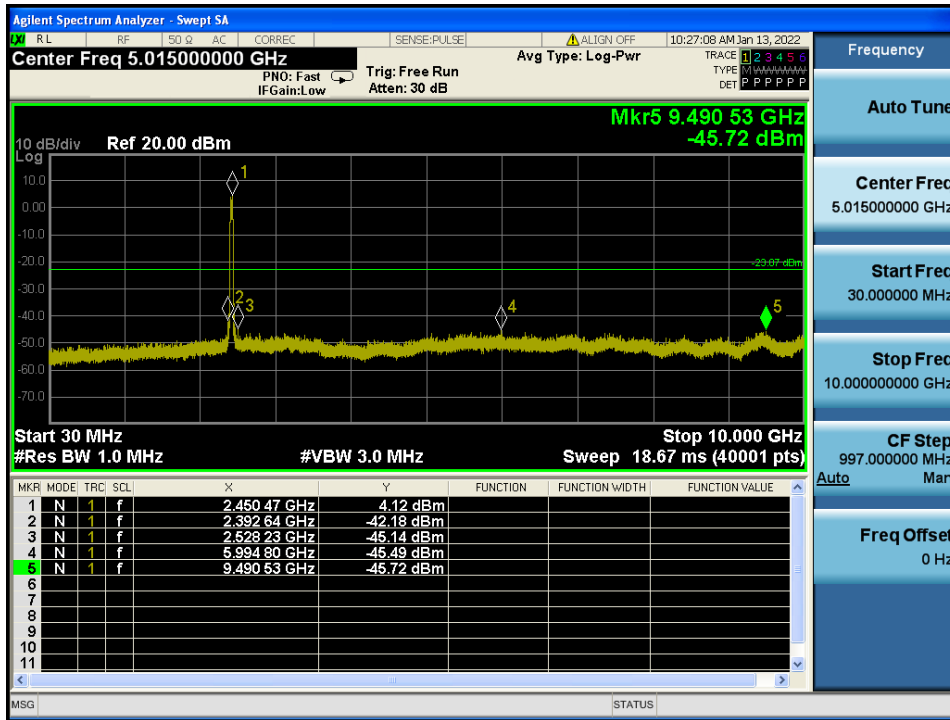 Agilent Spectrum Analyzer - Swept SA
LXI RL RF 50 Ω AC CORREC SENSE:PULSE ALIGN OFF 10:27:08 AM Jan 13, 2022
Center Freq 5.015000000 GHz
PNO: Fast
IFGain:Low
Trig: Free Run
Atten: 30 dB
Avg Type: Log-Pwr
TRACE 1 2 3 4 5 6
TYPE M WWWWW
DET P P P P P P
Mkr5 9.490 53 GHz
-45.72 dBm
10 dB/div Ref 20.00 dBm
Log
10.0
0.00
-10.0
-20.0
-30.0
-40.0
-50.0
-60.0
-70.0
1
2
3
4
5
-23.07 dBm
Start 30 MHz
Stop 10.000 GHz
#Res BW 1.0 MHz #VBW 3.0 MHz Sweep 18.67 ms (40001 pts)
MKR MODE TRC SCL X Y FUNCTION FUNCTION WIDTH FUNCTION VALUE
1 N 1 f 2.450 47 GHz 4.12 dBm
2 N 1 f 2.392 64 GHz -42.18 dBm
3 N 1 f 2.528 23 GHz -45.14 dBm
4 N 1 f 5.994 80 GHz -45.49 dBm
5 N 1 f 9.490 53 GHz -45.72 dBm
6
7
8
9
10
11
MSG STATUS
Frequency
Auto Tune
Center Freq
5.015000000 GHz
Start Freq
30.000000 MHz
Stop Freq
10.000000000 GHz
CF Step
997.000000 MHz
Auto Man
Freq Offset
0 Hz